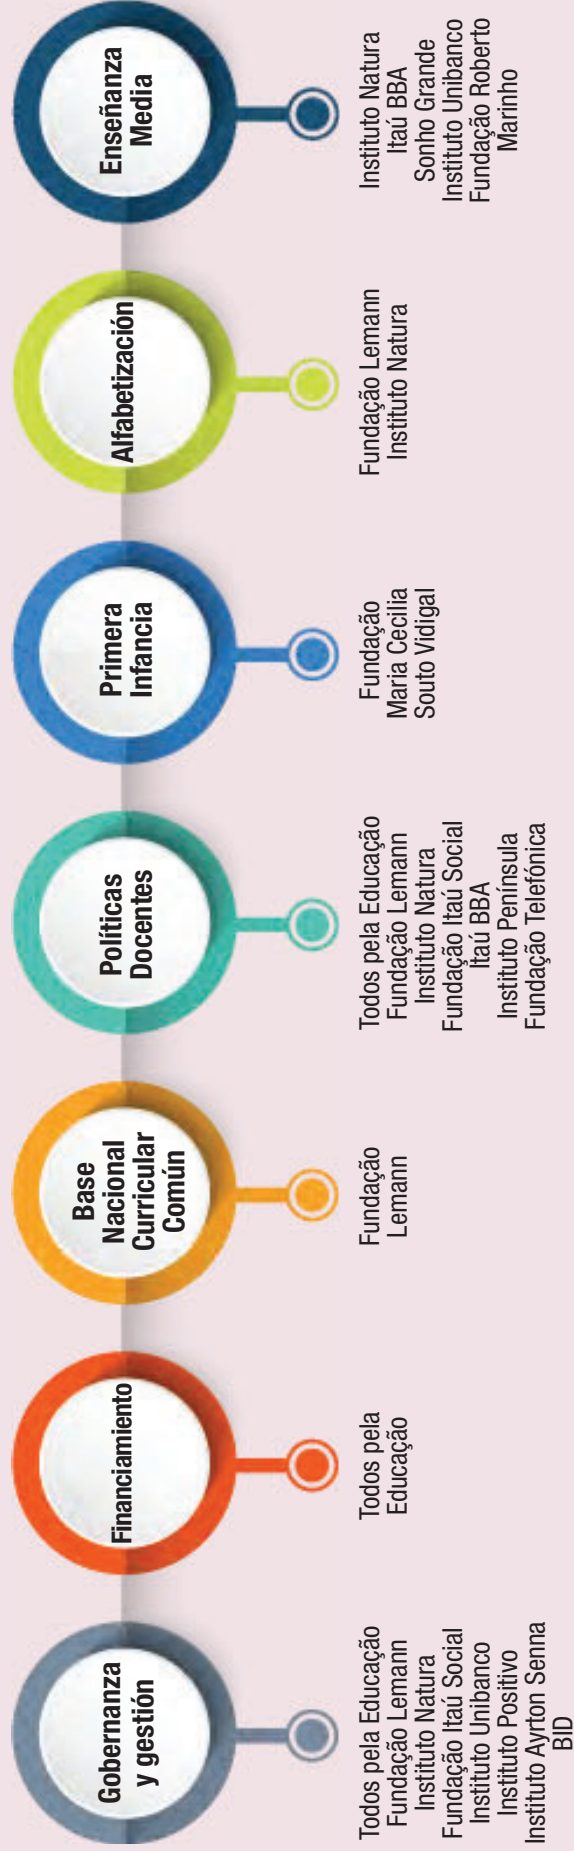 Gobernanza
y gestión
Todos pela Educação
Fundação Lemann
Instituto Natura
Fundação Itaú Social
Instituto Unibanco
Instituto Positivo
Instituto Ayrton Senna
BID
Financiamiento
Todos pela
Educação
Base
Nacional
Curricular
Común
Fundação
Lemann
Políticas
Docentes
Todos pela Educação
Fundação Lemann
Instituto Natura
Fundação Itaú Social
Itaú BBA
Instituto Península
Fundação Telefónica
Primera
Infancia
Fundação
Maria Cecilia
Souto Vidigal
Alfabetización
Fundação Lemann
Instituto Natura
Enseñanza
Media
Instituto Natura
Itaú BBA
Sonho Grande
Instituto Unibanco
Fundação Roberto
Marinho